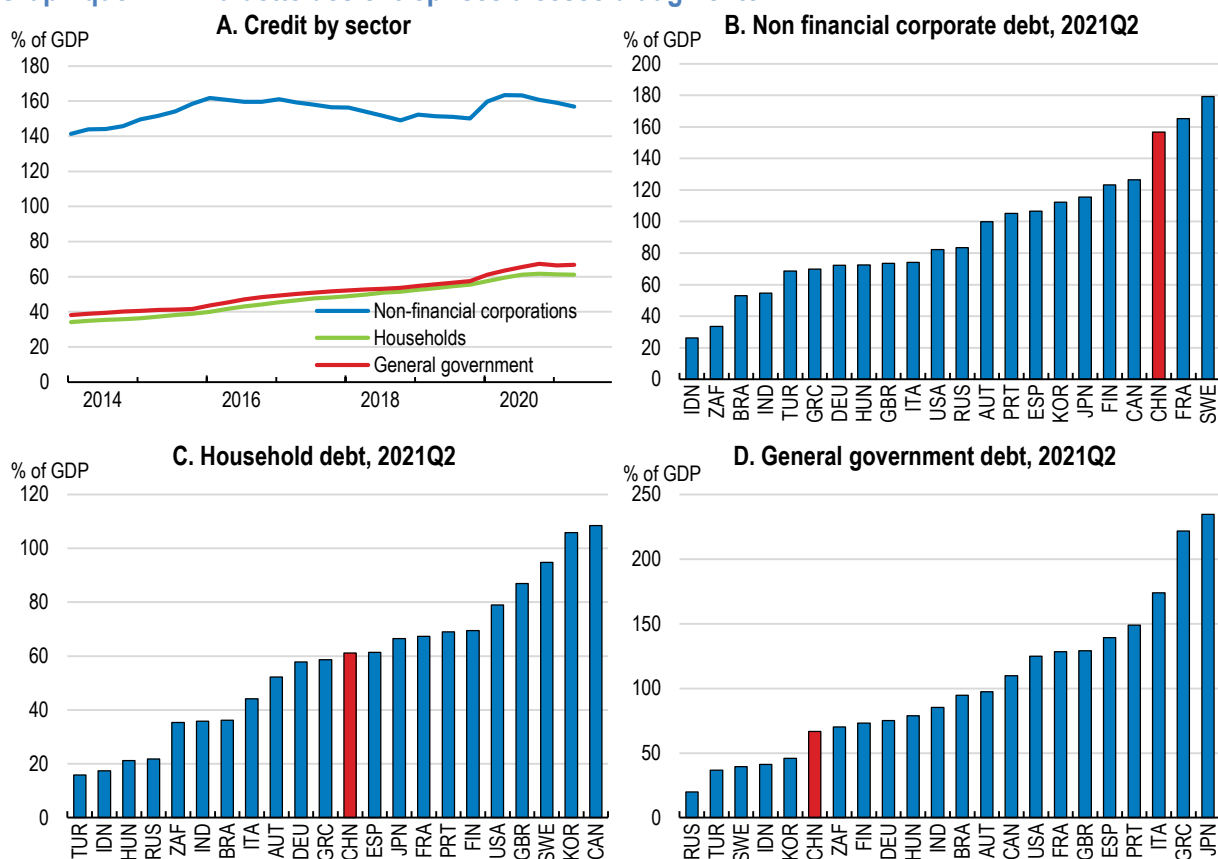 A. Credit by sector
% of GDP
180
160
140
120
100
80
60
40
20
0
2014
2016
2018
2020
Non-financial corporations
Households
General government
B. Non financial corporate debt, 2021Q2
% of GDP
200
180
160
140
120
100
80
60
40
20
0
IDN
ZAF
BRA
IND
TUR
GRC
DEU
HUN
GBR
ITA
USA
RUS
AUT
PRT
ESP
KOR
JPN
FIN
CAN
CHN
FRA
SWE
C. Household debt, 2021Q2
% of GDP
120
100
80
60
40
20
0
TUR
IDN
HUN
RUS
ZAF
IND
BRA
ITA
AUT
DEU
GRC
CHN
ESP
JPN
FRA
PRT
FIN
USA
GBR
SWE
KOR
CAN
D. General government debt, 2021Q2
% of GDP
250
200
150
100
50
0
RUS
TUR
SWE
IDN
KOR
CHN
ZAF
FIN
DEU
HUN
IND
BRA
AUT
CAN
USA
FRA
GBR
ESP
PRT
ITA
GRC
JPN